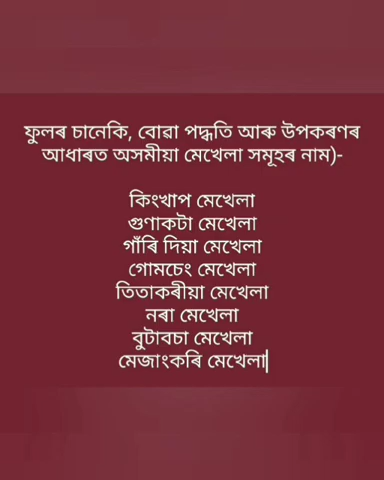 ফুলৰ চানেকি, বোৱা পদ্ধতি আৰু উপকৰণৰ
আধাৰত অসমীয়া মেখেলা সমূহৰ নাম)-
কিংখাপ মেখেলা
গুণাকটা মেখেলা
গাঁৰি দিয়া মেখেলা
গোমচেং মেখেলা
তিতাকৰীয়া মেখেলা
নৰা মেখেলা
বুটাবচা মেখেলা
মেজাংকৰি মেখেলা